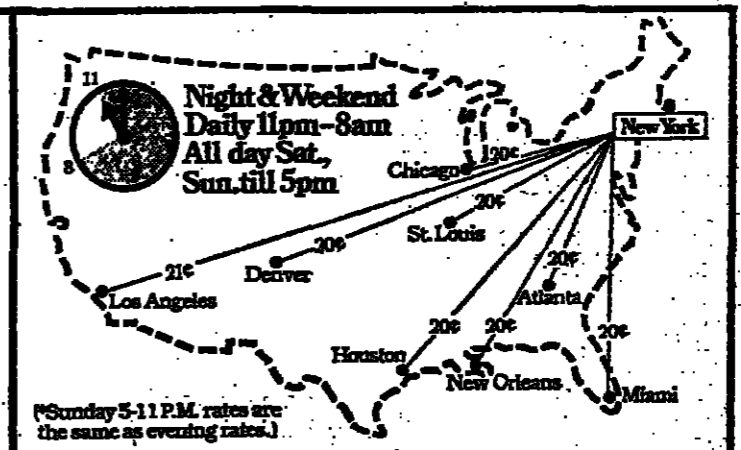 11
8
Night & Weekend
Daily 11pm-8am
All day Sat.,
Sun. till 5pm
New York
Chicago
20¢
St. Louis
20¢
Denver
20¢
Los Angeles
21¢
Atlanta
20¢
Houston
20¢
New Orleans
20¢
Miami
20¢
(*Sunday 5-11 P.M. rates are
the same as evening rates.)